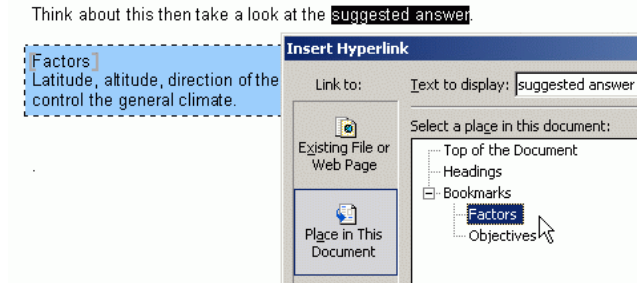 Think about this then take a look at the suggested answer.
[Factors]
Latitude, altitude, direction of the
control the general climate.
.
Insert Hyperlink
Link to:
Text to display: suggested answer
Existing File or
Web Page
Select a place in this document:
Top of the Document
Headings
Bookmarks
Factors
Objectives
Place in This
Document